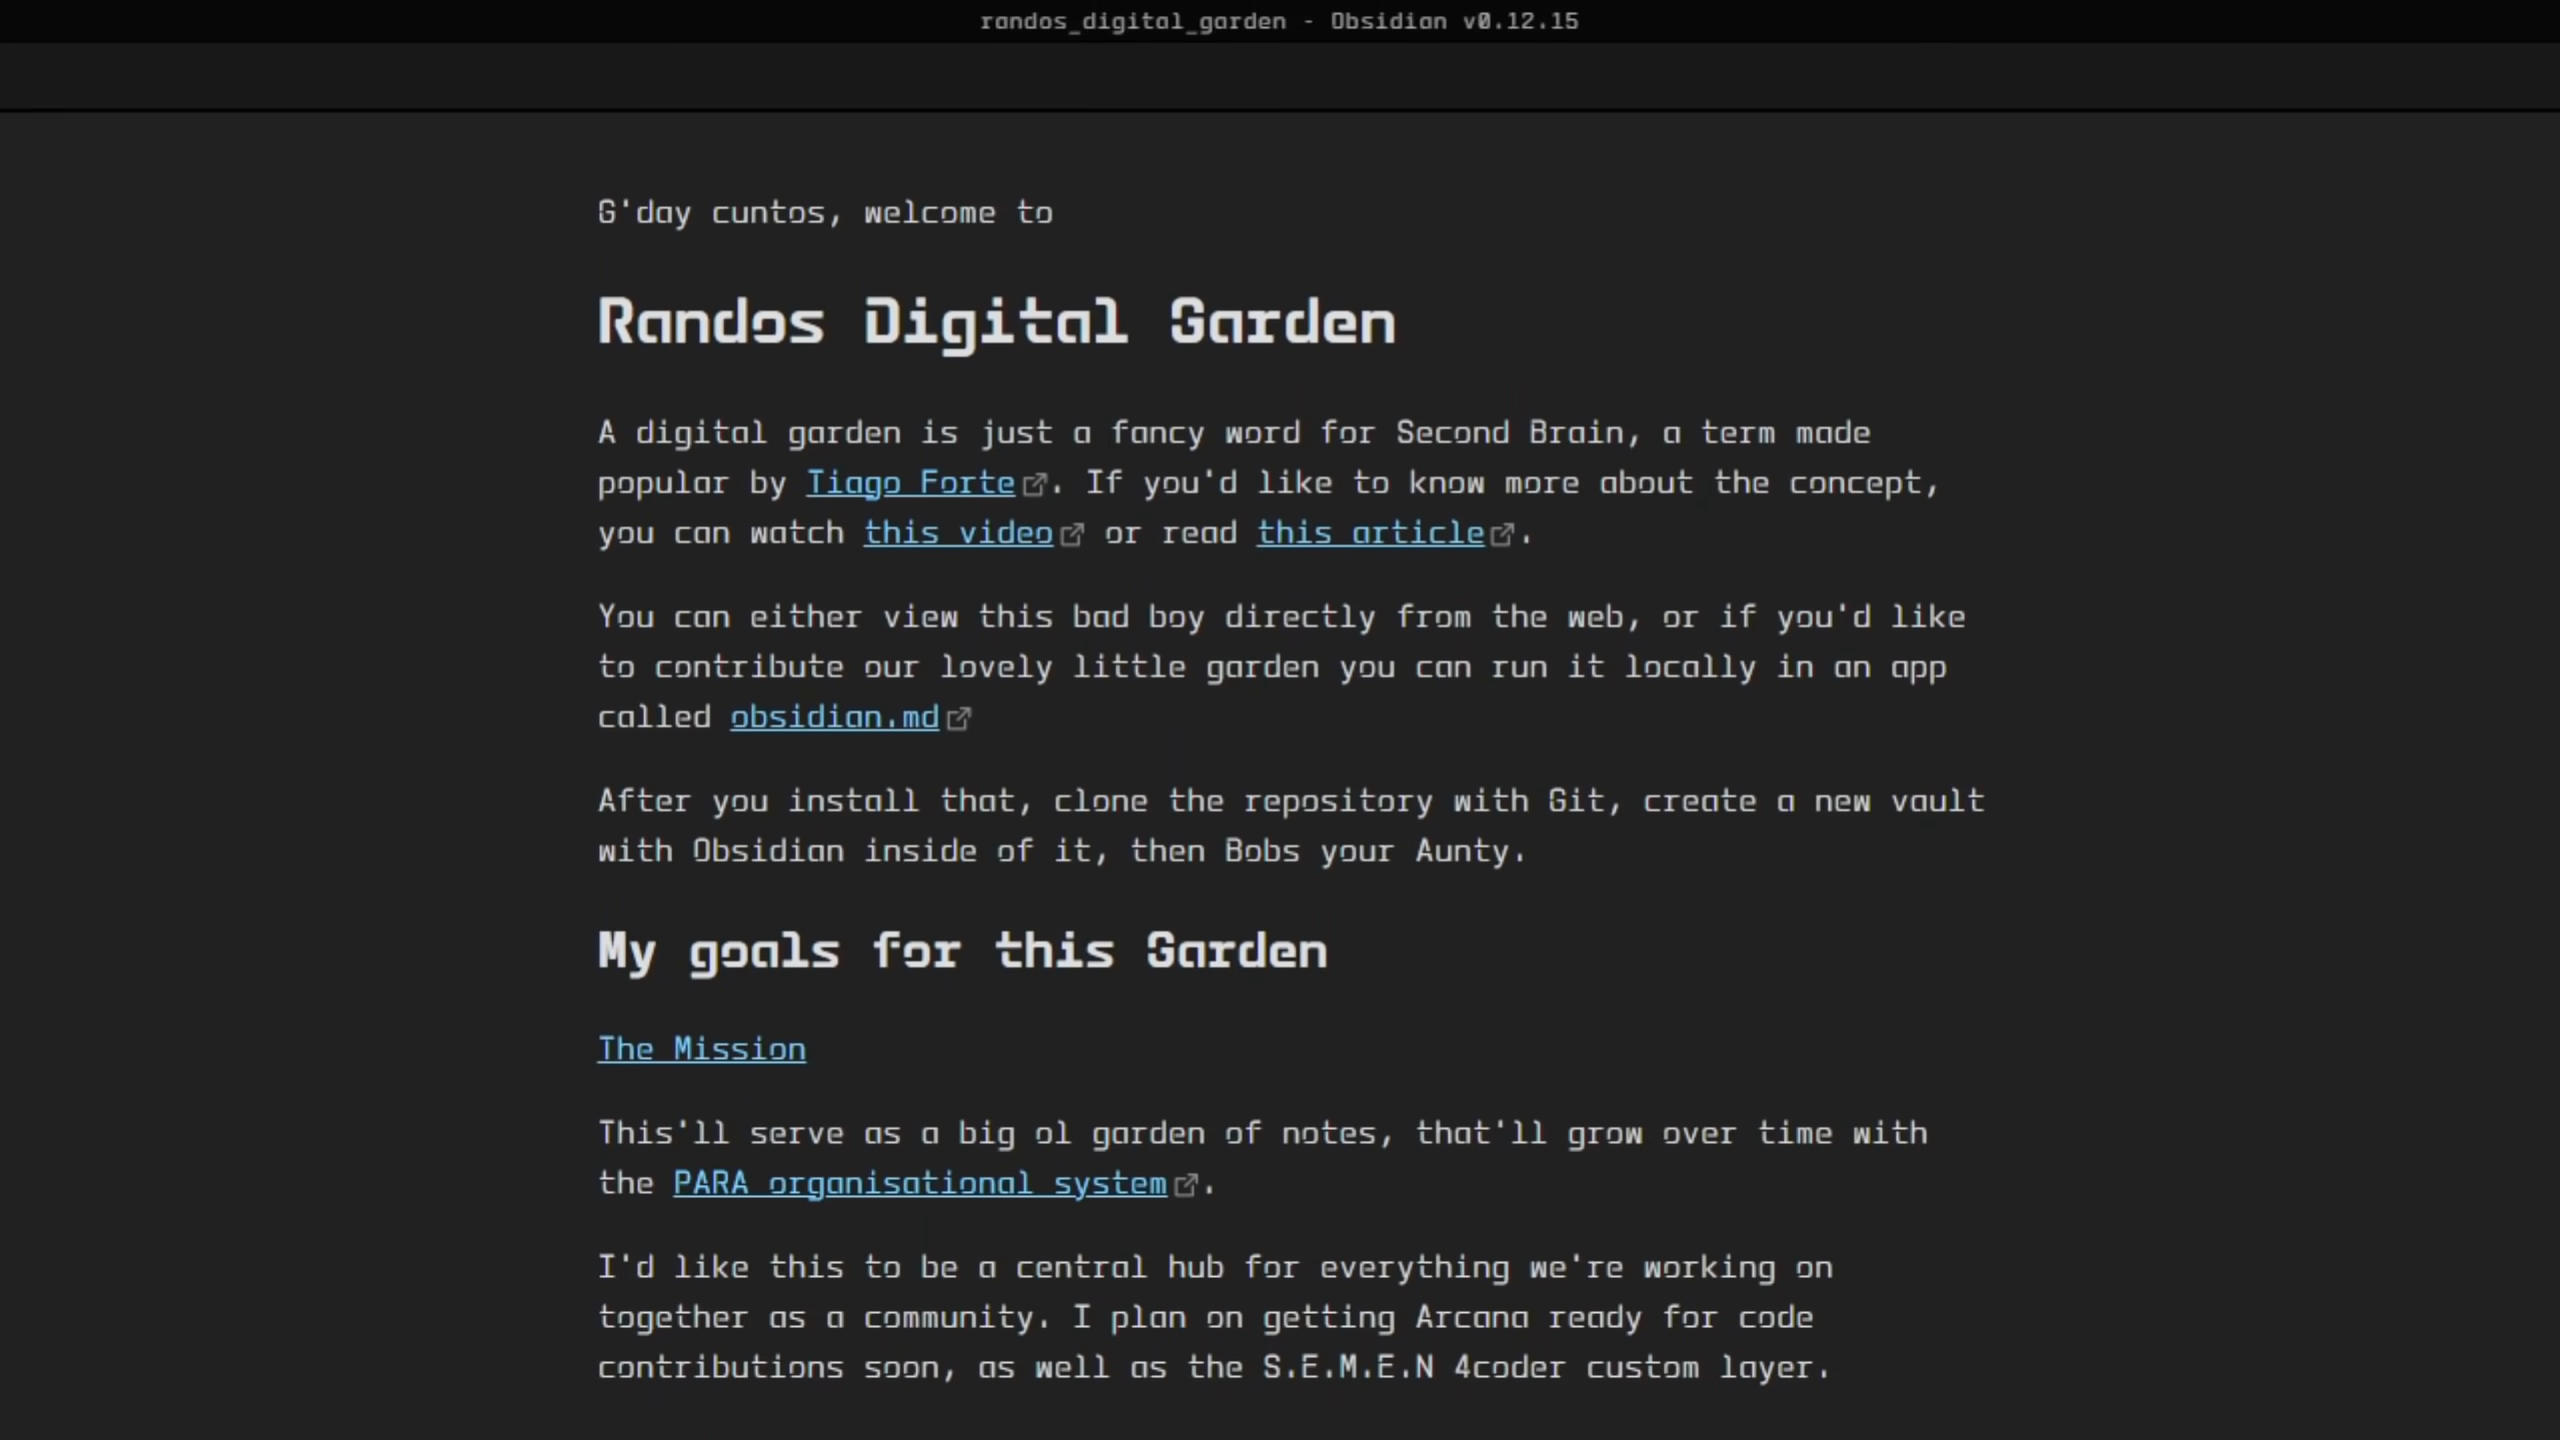 randos_digital_garden - Obsidian v0.12.15
G'day cuntos, welcome to
Randos Digital Garden
A digital garden is just a fancy word for Second Brain, a term made
popular by Tiago Forte. If you'd like to know more about the concept,
you can watch this video or read this article.
You can either view this bad boy directly from the web, or if you'd like
to contribute our lovely little garden you can run it locally in an app
called obsidian.md
After you install that, clone the repository with Git, create a new vault
with Obsidian inside of it, then Bobs your Aunty.
My goals for this Garden
The Mission
This'll serve as a big ol garden of notes, that'll grow over time with
the PARA organisational system.
I'd like this to be a central hub for everything we're working on
together as a community. I plan on getting Arcana ready for code
contributions soon, as well as the S.E.M.E.N 4coder custom layer.